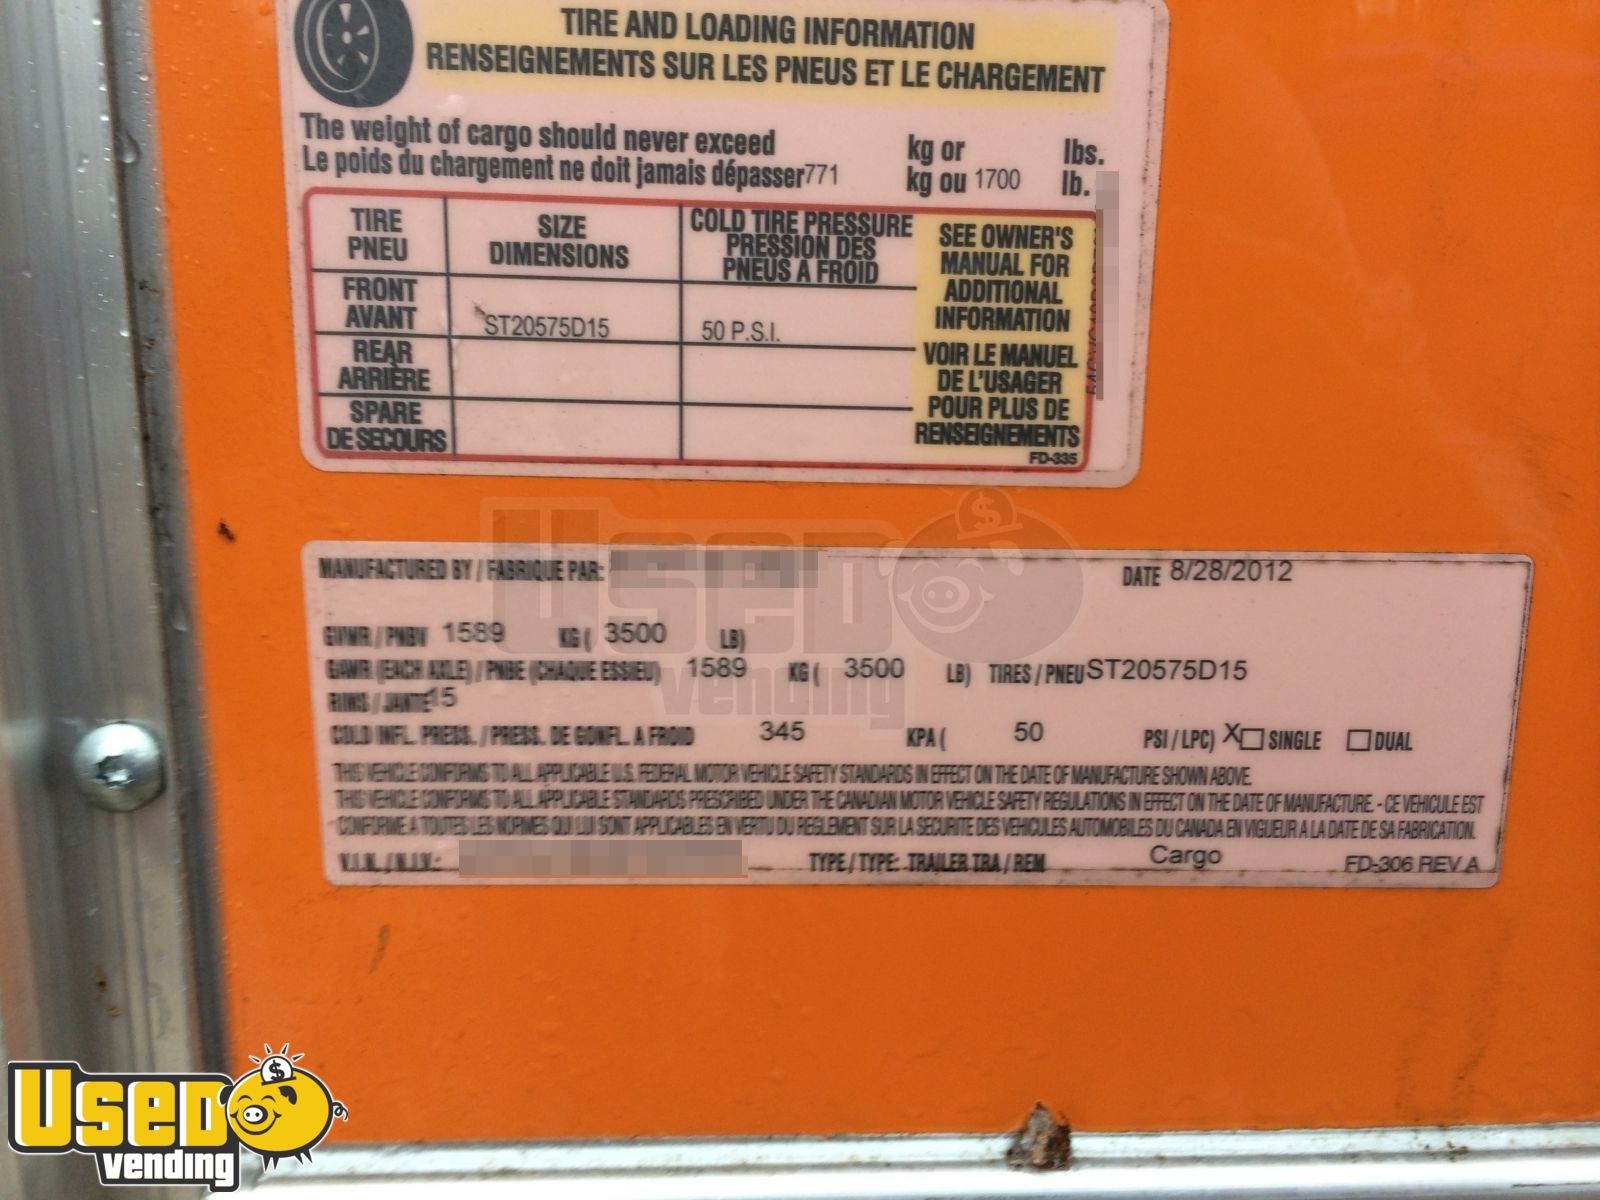 TIRE AND LOADING INFORMATION
RENSEIGNEMENTS SUR LES PNEUS ET LE CHARGEMENT
The weight of cargo should never exceed kg or lbs.
Le poids du chargement ne doit jamais dépasser 771 kg ou 1700 lb.
TIRE
PNEU
SIZE
DIMENSIONS
COLD TIRE PRESSURE
PRESSION DES
PNEUS A FROID
FRONT
AVANT
ST20575D15
50 P.S.I.
REAR
ARRIÈRE
SPARE
DE SECOURS
SEE OWNER'S
MANUAL FOR
ADDITIONAL
INFORMATION
VOIR LE MANUEL
DE L'USAGER
POUR PLUS DE
RENSEIGNEMENTS
FD-335
MANUFACTURED BY / FABRIQUE PAR: DATE 8/28/2012
GVWR / PNBV 1589 KG ( 3500 LB)
GAWR (EACH AXLE) / PNBE (CHAQUE ESSIEU) 1589 KG ( 3500 LB) TIRES / PNEU ST20575D15
RIMS / JANTE 15
COLD INFL. PRESS. / PRESS. DE GONFL. A FROID 345 KPA ( 50 PSI / LPC) X SINGLE DUAL
THIS VEHICLE CONFORMS TO ALL APPLICABLE U.S. FEDERAL MOTOR VEHICLE SAFETY STANDARDS IN EFFECT ON THE DATE OF MANUFACTURE SHOWN ABOVE.
THIS VEHICLE CONFORMS TO ALL APPLICABLE STANDARDS PRESCRIBED UNDER THE CANADIAN MOTOR VEHICLE SAFETY REGULATIONS IN EFFECT ON THE DATE OF MANUFACTURE. - CE VEHICULE EST
CONFORME A TOUTES LES NORMES QUI LUI SONT APPLICABLES EN VERTU DU REGLEMENT SUR LA SECURITE DES VEHICULES AUTOMOBILES DU CANADA EN VIGUEUR A LA DATE DE SA FABRICATION.
V.I.N. / N.I.V.: TYPE / TYPE: TRAILER TRA / REM Cargo FD-306 REV A
USED
vending
USED
vending